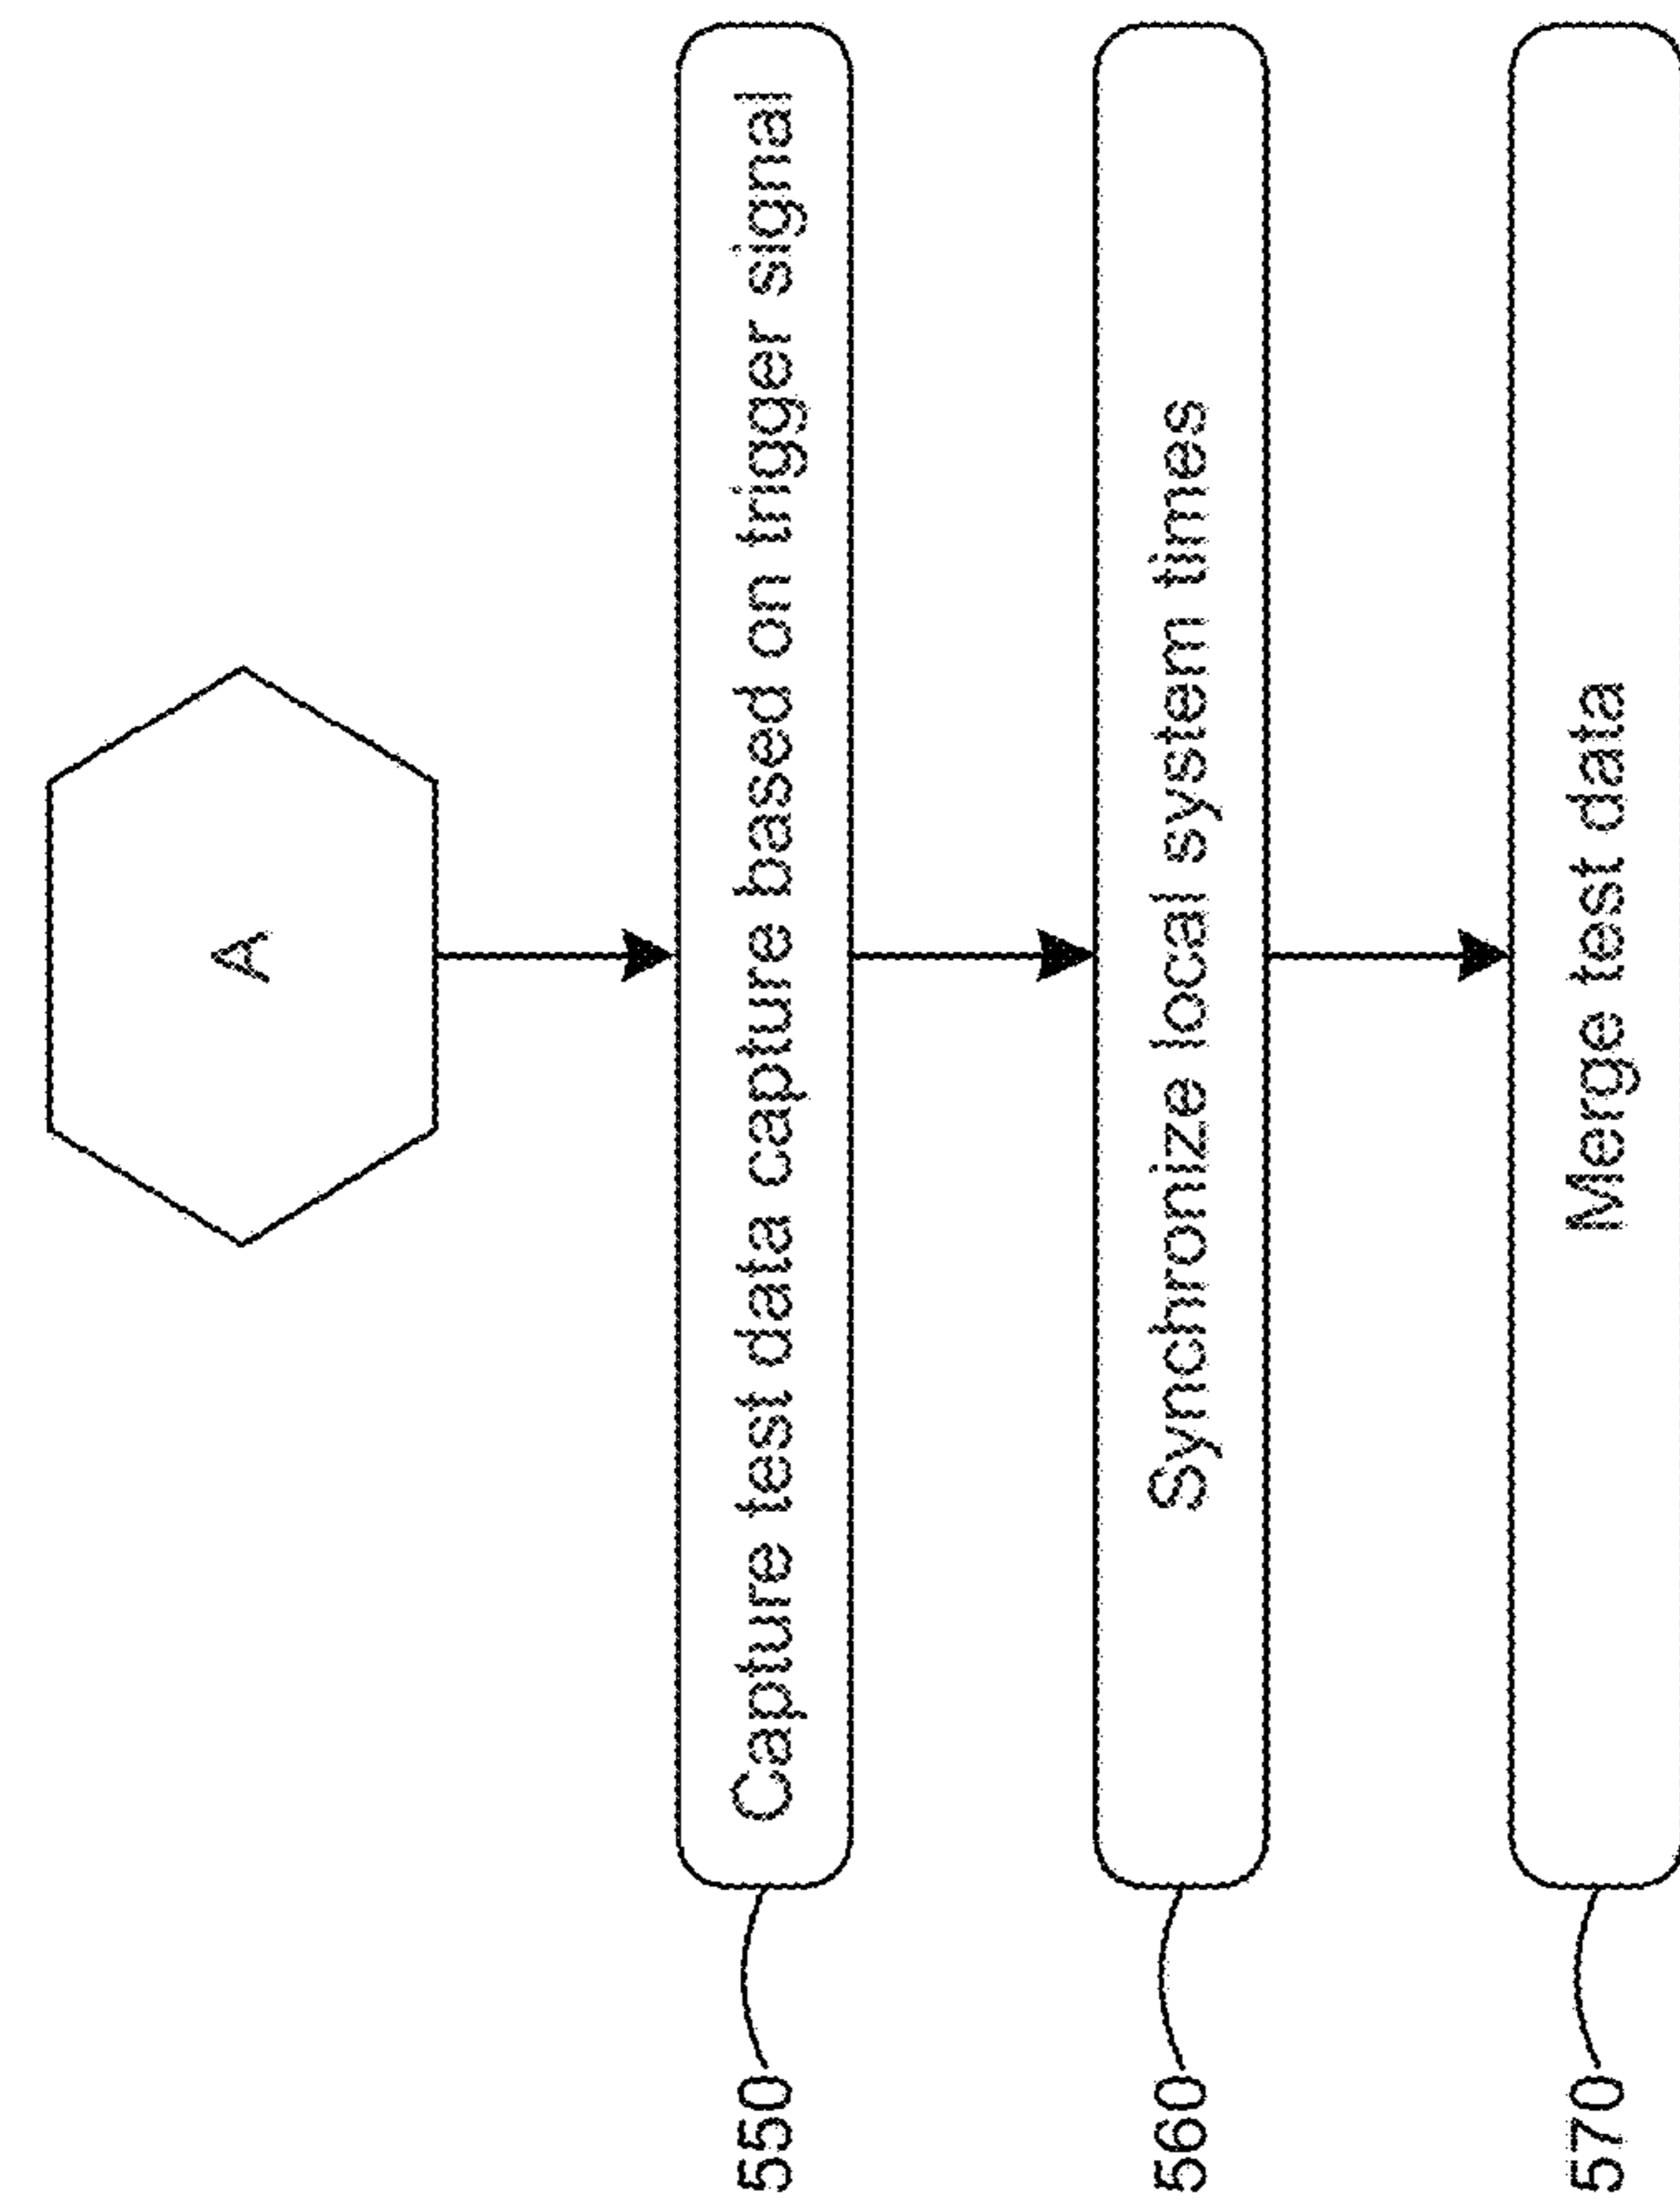 A
550
Capture test data capture based on trigger signal
560
Synchronize local system times
570
Merge test data